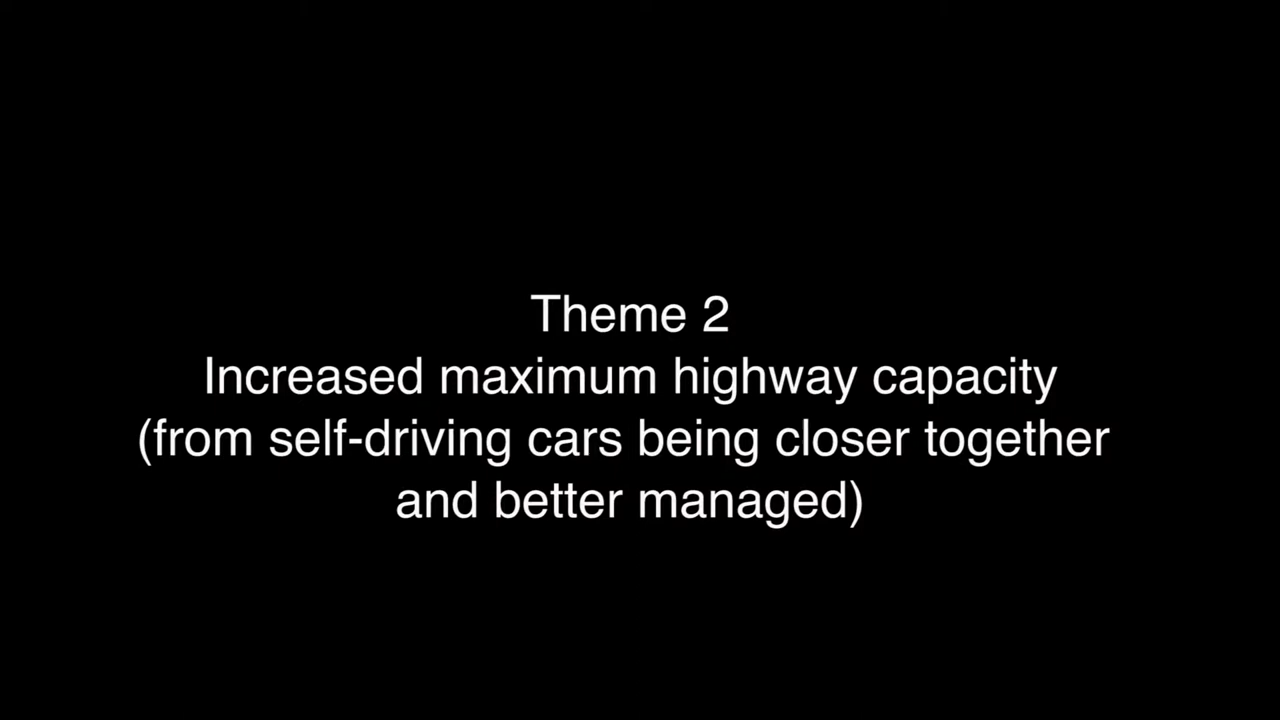 Theme 2
Increased maximum highway capacity
(from self-driving cars being closer together
and better managed)